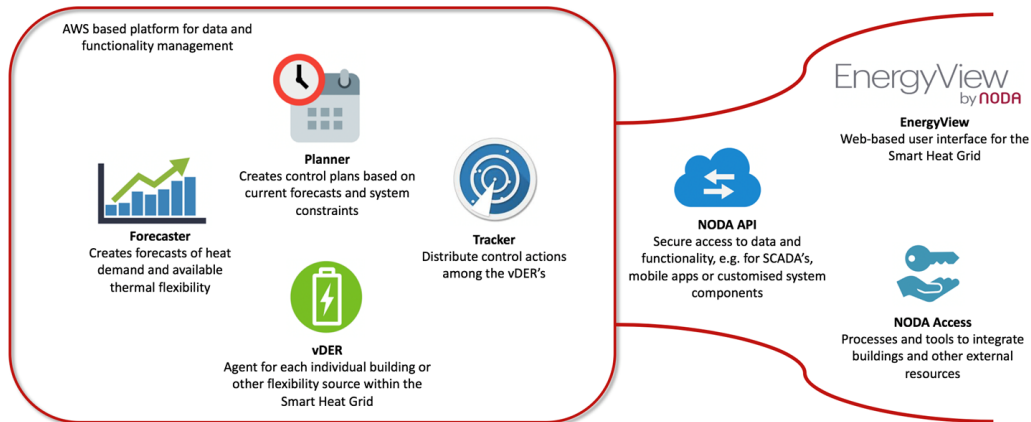 AWS based platform for data and
functionality management
Planner
Creates control plans based on
current forecasts and system
constraints
Forecaster
Creates forecasts of heat
demand and available
thermal flexibility
Tracker
Distribute control actions
among the vDER's
vDER
Agent for each individual building or
other flexibility source within the
Smart Heat Grid
NODA API
Secure access to data and
functionality, e.g. for SCADA's,
mobile apps or customised system
components
EnergyView
by NODA
EnergyView
Web-based user interface for the
Smart Heat Grid
NODA Access
Processes and tools to integrate
buildings and other external
resources